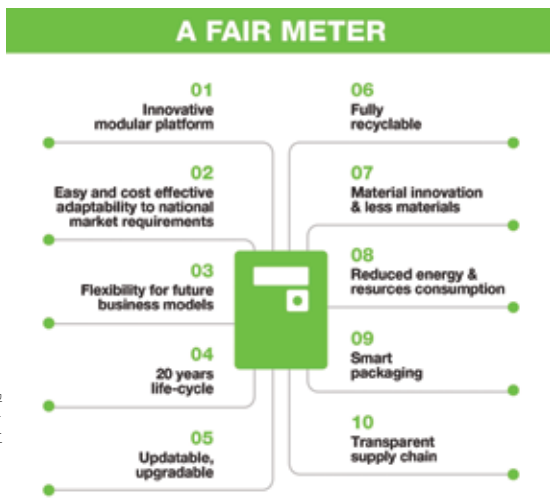 A FAIR METER
01
Innovative
modular platform
02
Easy and cost effective
adaptability to national
market requirements
03
Flexibility for future
business models
04
20 years
life-cycle
05
Updatable,
upgradable
06
Fully
recyclable
07
Material innovation
& less materials
08
Reduced energy &
resurces consumption
09
Smart
packaging
10
Transparent
supply chain